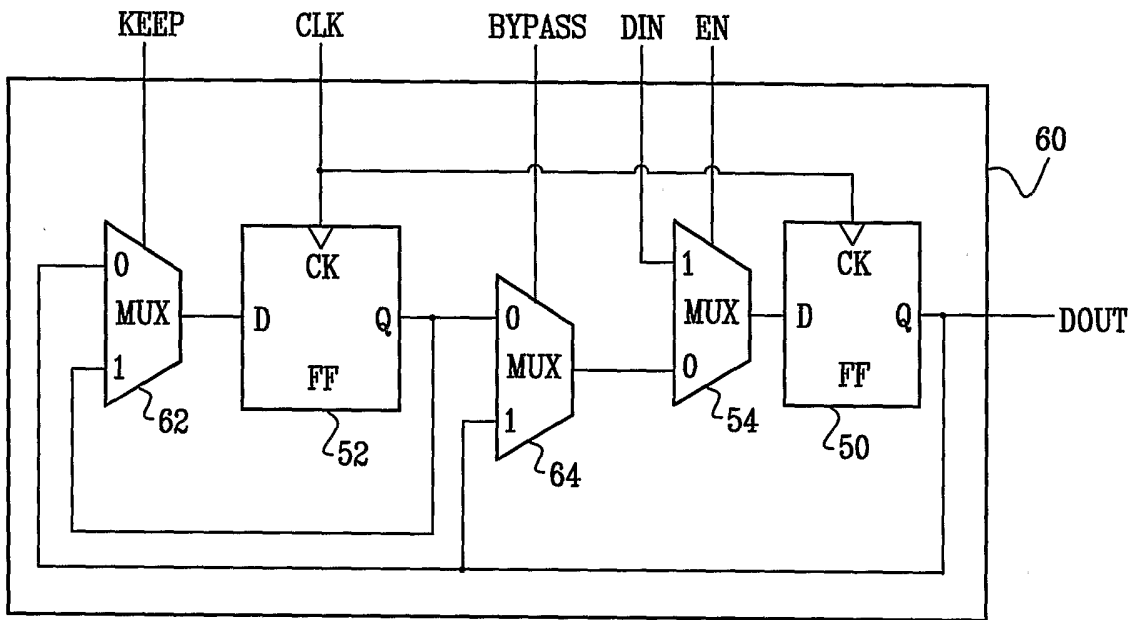 KEEP CLK BYPASS DIN EN
60
0 CK 1 CK
MUX D Q 0 MUX D Q DOUT
1 FF MUX 0 FF
62 52 1 54 50
64